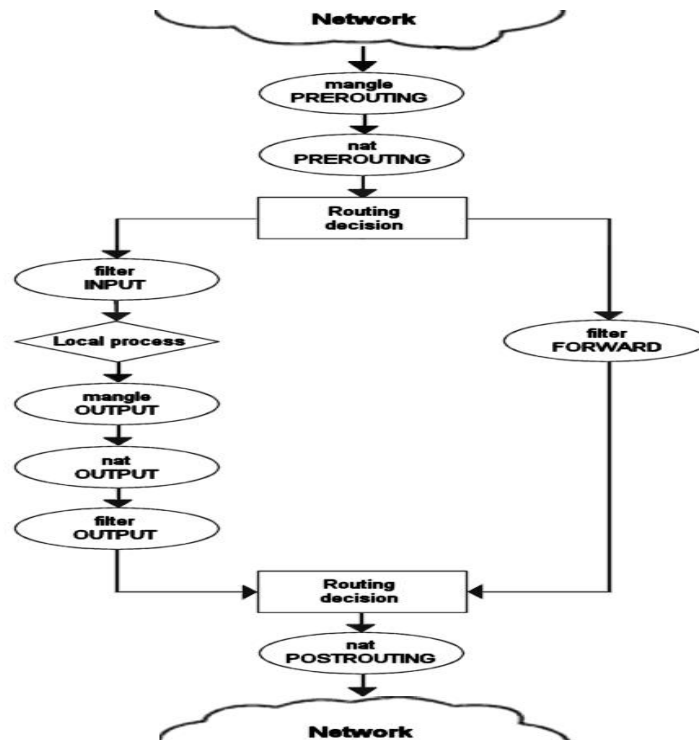 Network
mangle
PREROUTING
nat
PREROUTING
Routing
decision
filter
INPUT
Local process
mangle
OUTPUT
nat
OUTPUT
filter
OUTPUT
filter
FORWARD
Routing
decision
nat
POSTROUTING
Network